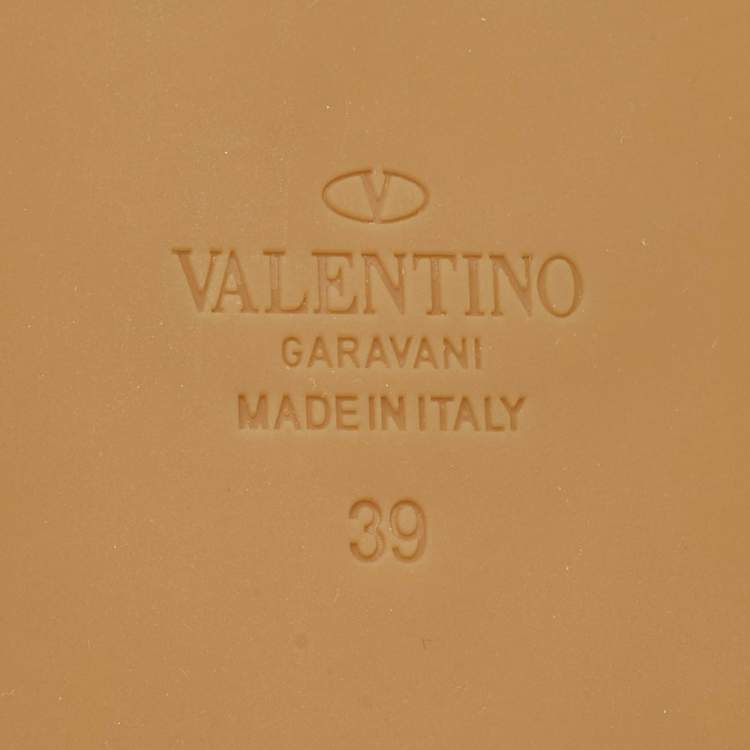 V
VALENTINO
GARAVANI
MADE IN ITALY
39